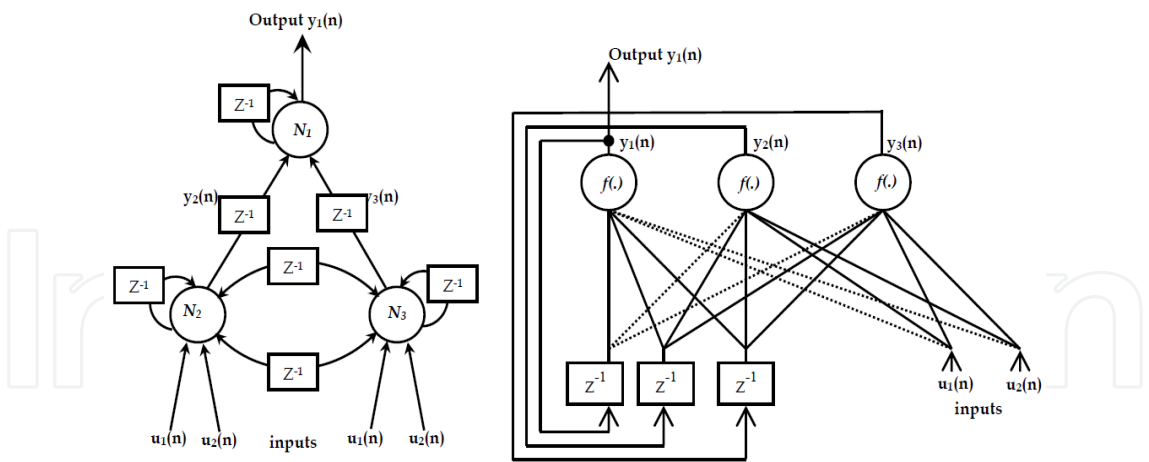 Output y₁(n)
Z⁻¹
N₁
y₂(n)
Z⁻¹
Z⁻¹
y₃(n)
Z⁻¹
Z⁻¹
N₂
N₃
Z⁻¹
Z⁻¹
u₁(n) u₂(n) inputs u₁(n) u₂(n)
Output y₁(n)
y₁(n) y₂(n) y₃(n)
f(.) f(.) f(.)
Z⁻¹ Z⁻¹ Z⁻¹
u₁(n) u₂(n)
inputs